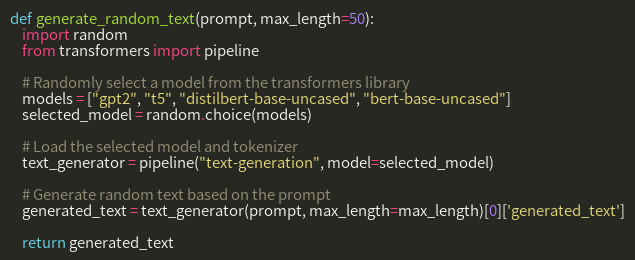 def generate_random_text(prompt, max_length=50):
    import random
    from transformers import pipeline

    # Randomly select a model from the transformers library
    models = ["gpt2", "t5", "distilbert-base-uncased", "bert-base-uncased"]
    selected_model = random.choice(models)

    # Load the selected model and tokenizer
    text_generator = pipeline("text-generation", model=selected_model)

    # Generate random text based on the prompt
    generated_text = text_generator(prompt, max_length=max_length)[0]['generated_text']

    return generated_text